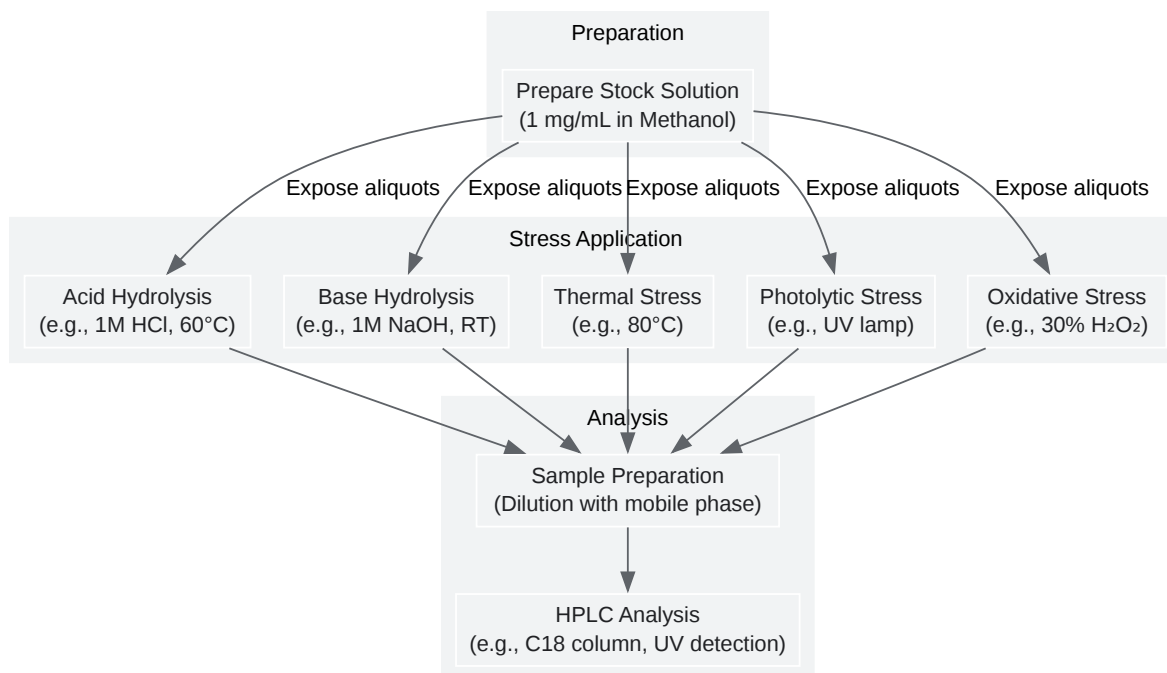 Preparation
Prepare Stock Solution
(1 mg/mL in Methanol)
Expose aliquots
Expose aliquots
Expose aliquots
Expose aliquots
Expose aliquots
Stress Application
Acid Hydrolysis
(e.g., 1M HCl, 60°C)
Base Hydrolysis
(e.g., 1M NaOH, RT)
Thermal Stress
(e.g., 80°C)
Photolytic Stress
(e.g., UV lamp)
Oxidative Stress
(e.g., 30% H₂O₂)
Analysis
Sample Preparation
(Dilution with mobile phase)
HPLC Analysis
(e.g., C18 column, UV detection)